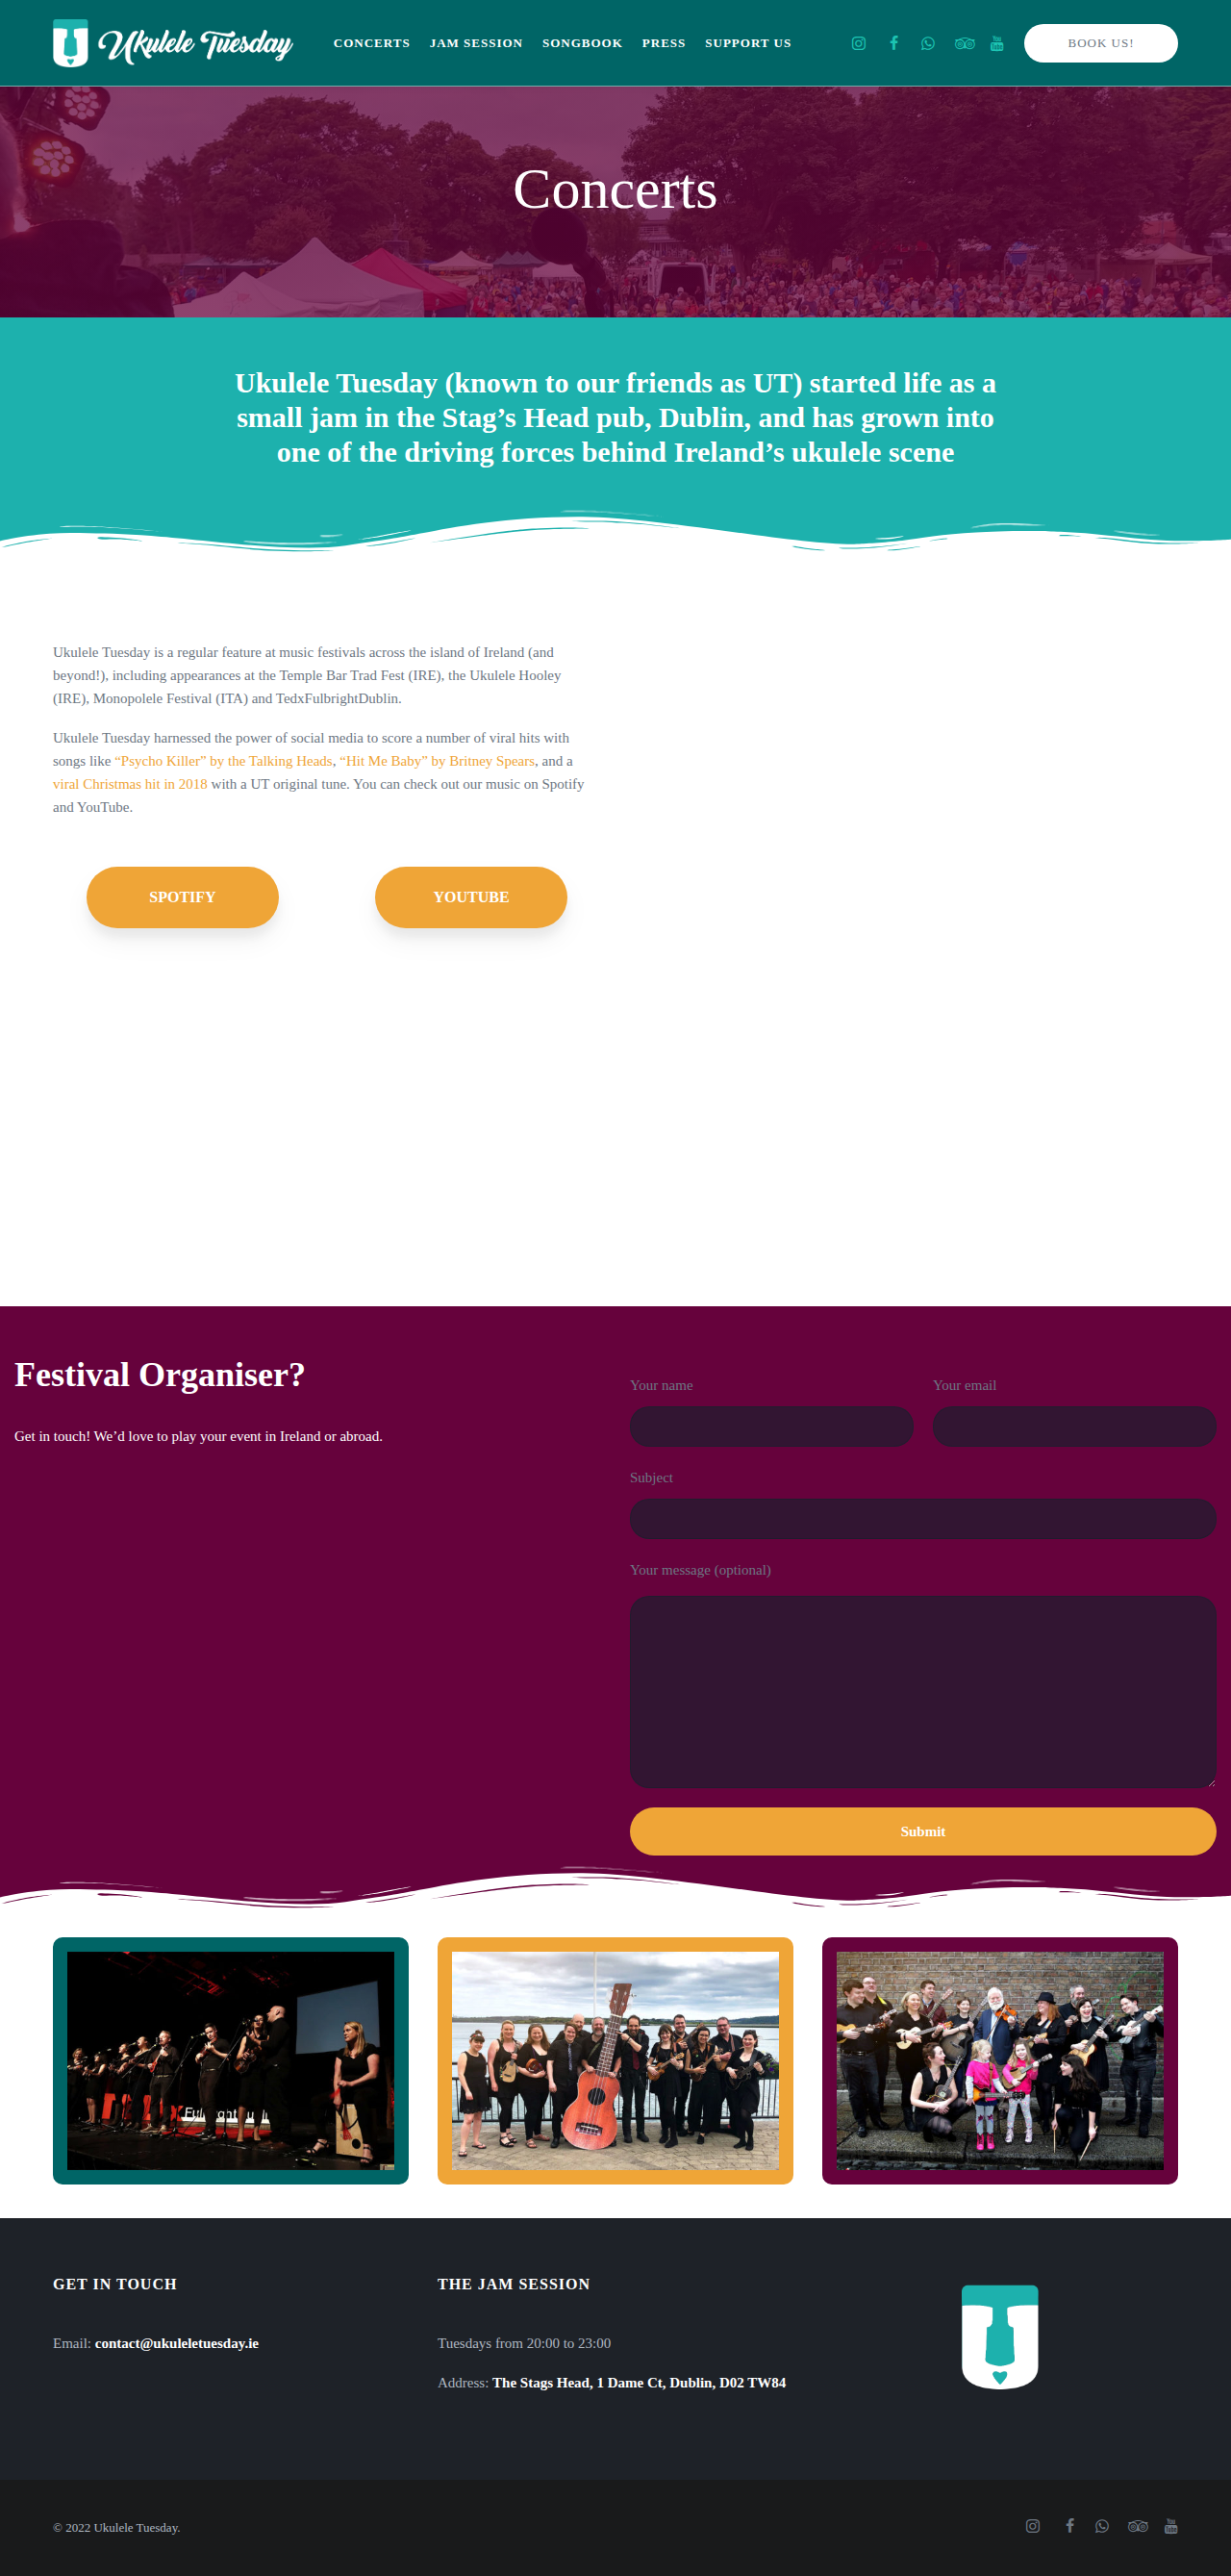 Ukulele Tuesday
CONCERTS JAM SESSION SONGBOOK PRESS SUPPORT US
BOOK US!
Concerts
Ukulele Tuesday (known to our friends as UT) started life as a
small jam in the Stag’s Head pub, Dublin, and has grown into
one of the driving forces behind Ireland’s ukulele scene
Ukulele Tuesday is a regular feature at music festivals across the island of Ireland (and
beyond!), including appearances at the Temple Bar Trad Fest (IRE), the Ukulele Hooley
(IRE), Monopolele Festival (ITA) and TedxFulbrightDublin.
Ukulele Tuesday harnessed the power of social media to score a number of viral hits with
songs like “Psycho Killer” by the Talking Heads, “Hit Me Baby” by Britney Spears, and a
viral Christmas hit in 2018 with a UT original tune. You can check out our music on Spotify
and YouTube.
SPOTIFY YOUTUBE
Festival Organiser?
Get in touch! We’d love to play your event in Ireland or abroad.
Your name Your email
Subject
Your message (optional)
Submit
GET IN TOUCH
Email: contact@ukuleletuesday.ie
THE JAM SESSION
Tuesdays from 20:00 to 23:00
Address: The Stags Head, 1 Dame Ct, Dublin, D02 TW84
© 2022 Ukulele Tuesday.